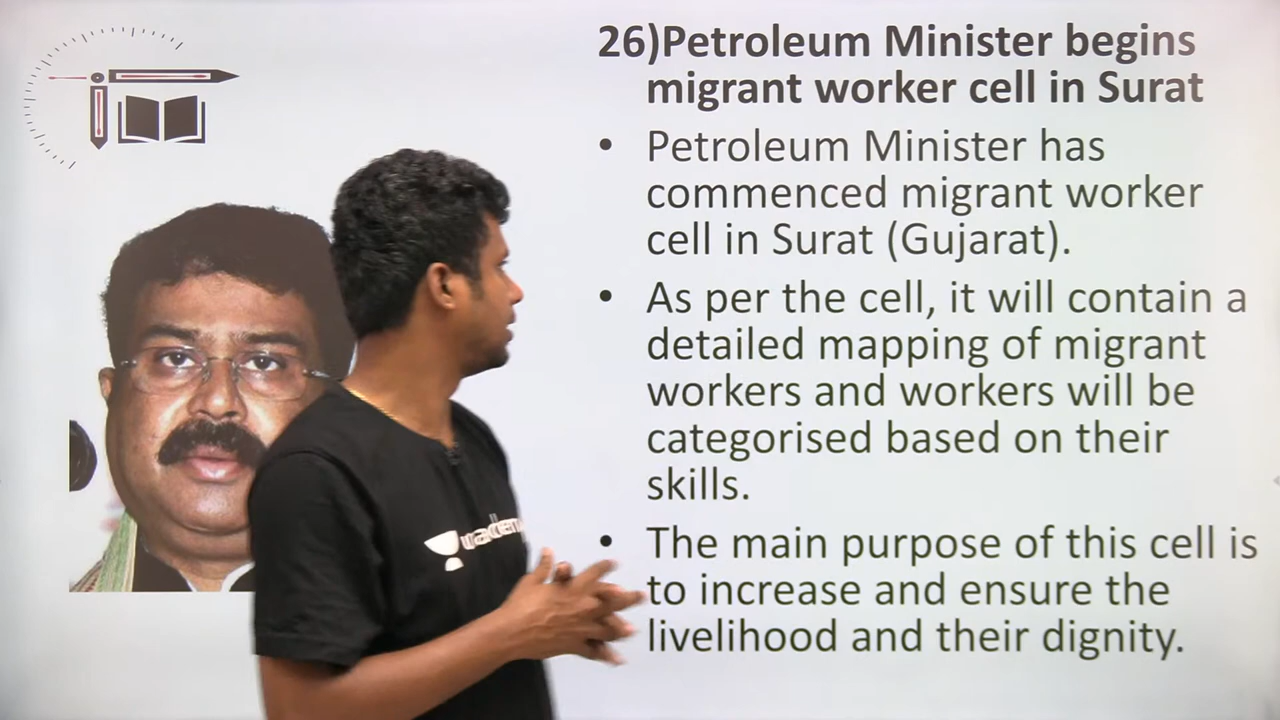 26)Petroleum Minister begins
migrant worker cell in Surat
• Petroleum Minister has
commenced migrant worker
cell in Surat (Gujarat).
• As per the cell, it will contain a
detailed mapping of migrant
workers and workers will be
categorised based on their
skills.
• The main purpose of this cell is
to increase and ensure the
livelihood and their dignity.